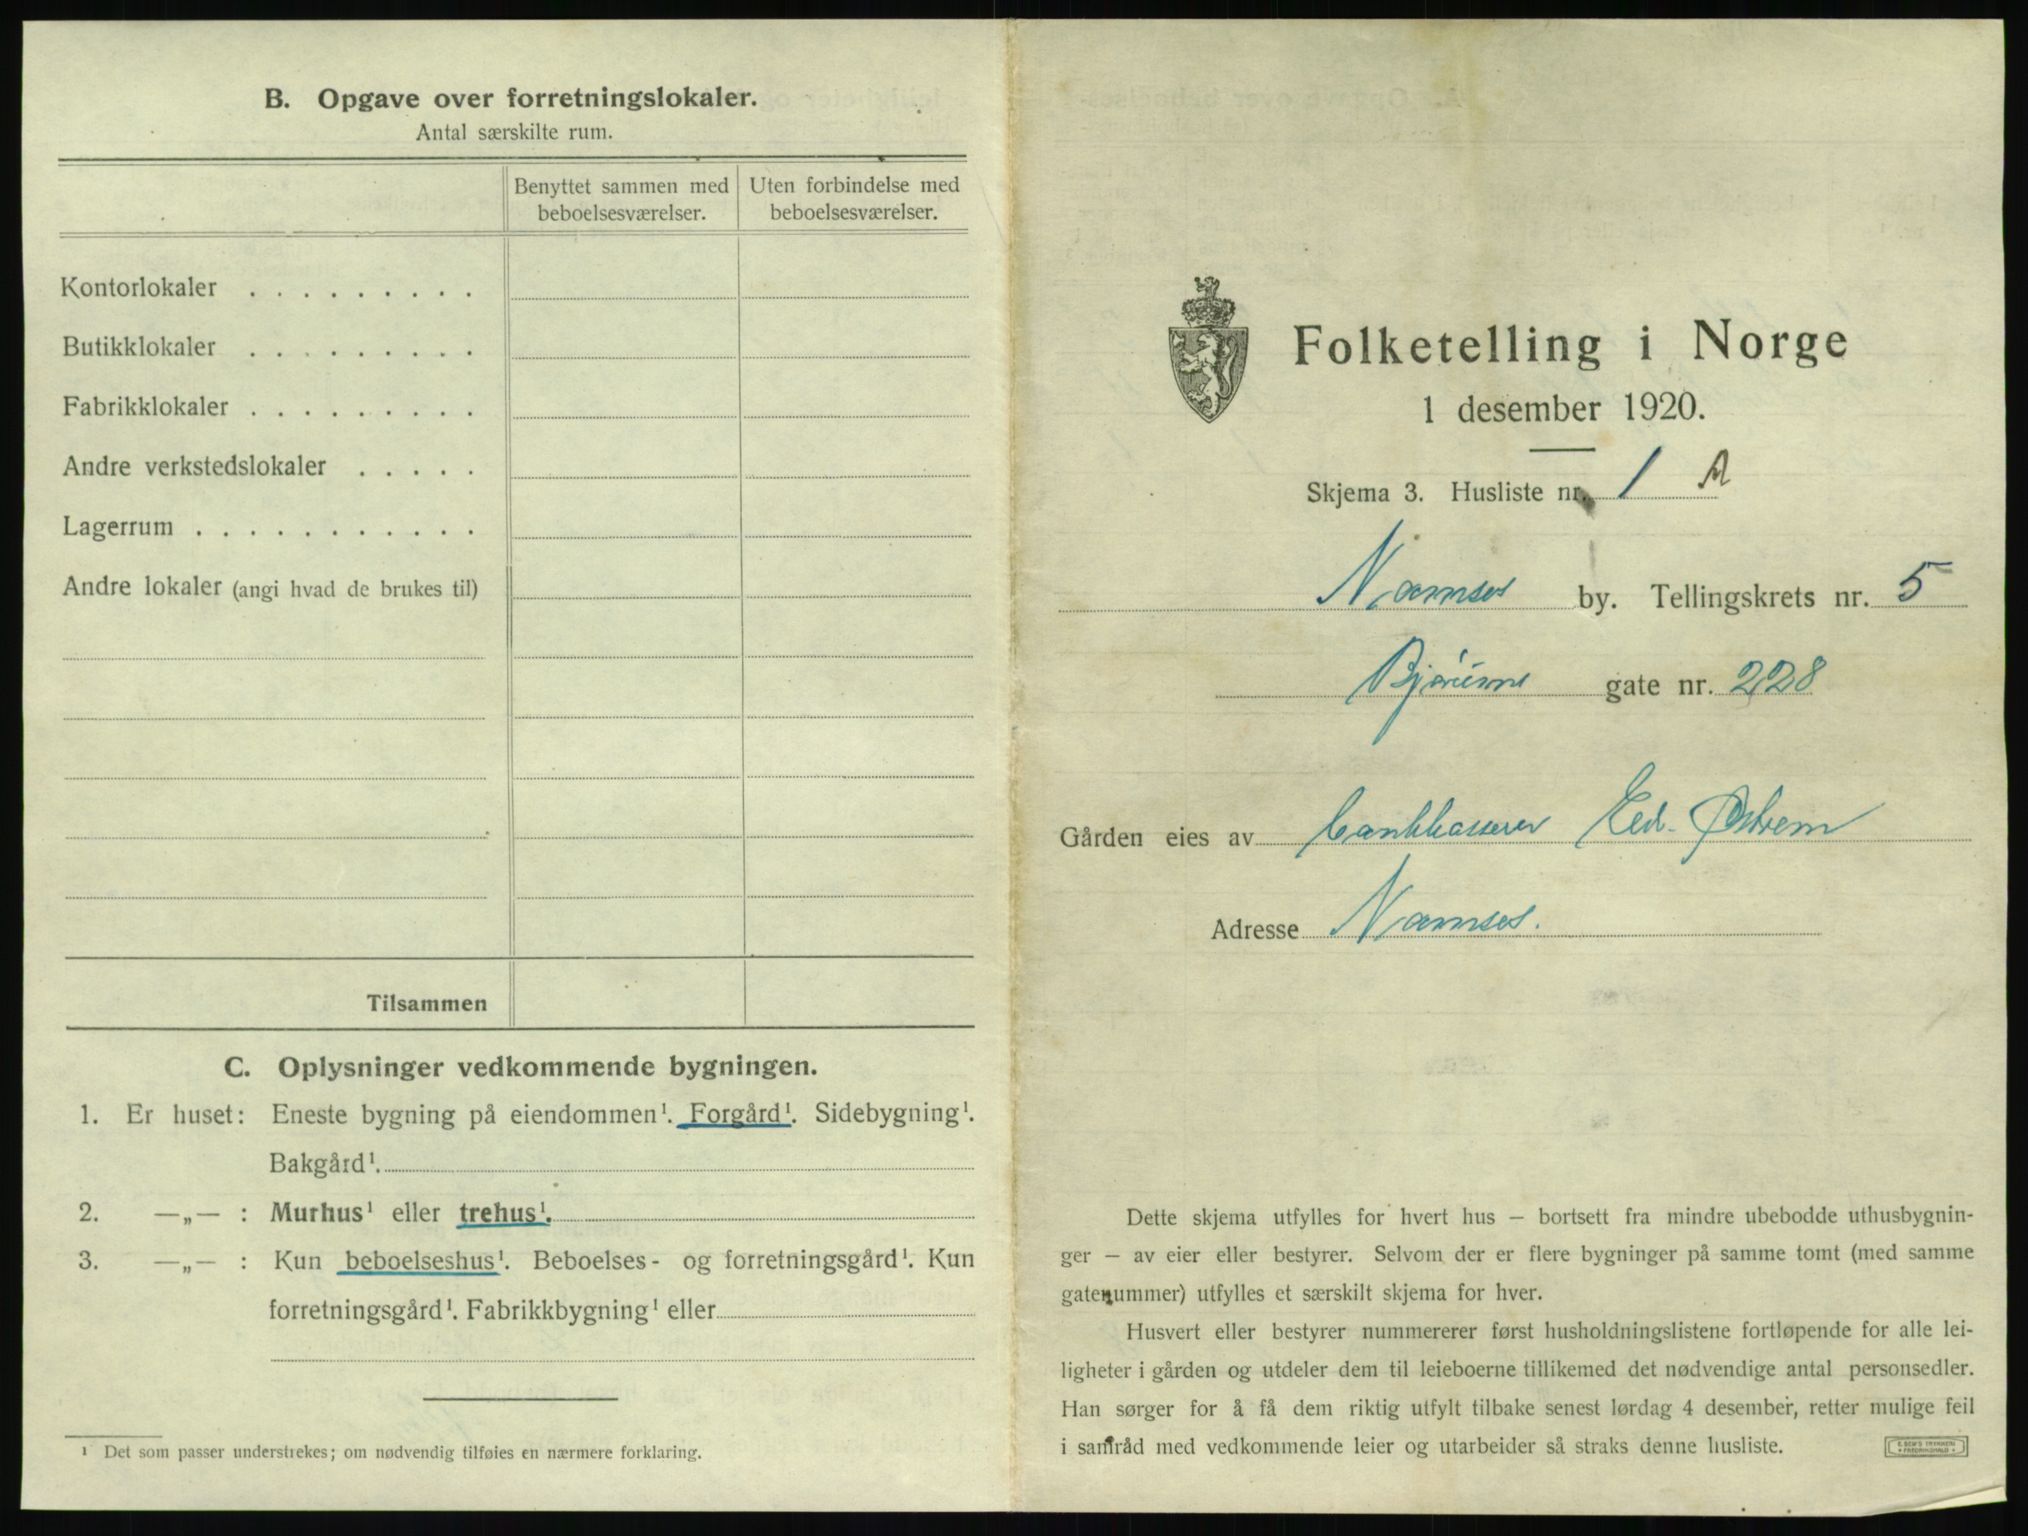 B. Opgave over forretningslokaler.
Antal særskilte rum.
Benyttet sammen med beboelsesværelser.
Uten forbindelse med beboelsesværelser.
Kontorlokaler . . . . . . . . .
Butikklokaler . . . . . . . . .
Fabrikklokaler . . . . . . . . .
Andre verkstedslokaler . . . . .
Lagerrum . . . . . . . . . . .
Andre lokaler (angi hvad de brukes til)
Tilsammen
C. Oplysninger vedkommende bygningen.
1. Er huset: Eneste bygning på eiendommen¹. Forgård¹. Sidebygning¹.
Bakgård¹.
2. —„— : Murhus¹ eller trehus¹.
3. —„— : Kun beboelseshus¹. Beboelses- og forretningsgård¹. Kun
forretningsgård¹. Fabrikkbygning¹ eller
¹ Det som passer understrekes; om nødvendig tilføies en nærmere forklaring.
Folketelling i Norge
1 desember 1920.
Skjema 3. Husliste nr. 1 A
Namsos by. Tellingskrets nr. 5
gate nr. 228
Gården eies av bankkasserer Ed. Østrem
Adresse Namsos.
Dette skjema utfylles for hvert hus – bortsett fra mindre ubebodde uthusbygnin-
ger – av eier eller bestyrer. Selvom der er flere bygninger på samme tomt (med samme
gatenummer) utfylles et særskilt skjema for hver.
Husvert eller bestyrer nummererer først husholdningslistene fortløpende for alle lei-
ligheter i gården og utdeler dem til leieboerne tillikemed det nødvendige antal personsedler.
Han sørger for å få dem riktig utfylt tilbake senest lørdag 4 desember, retter mulige feil
i samråd med vedkommende leier og utarbeider så straks denne husliste.